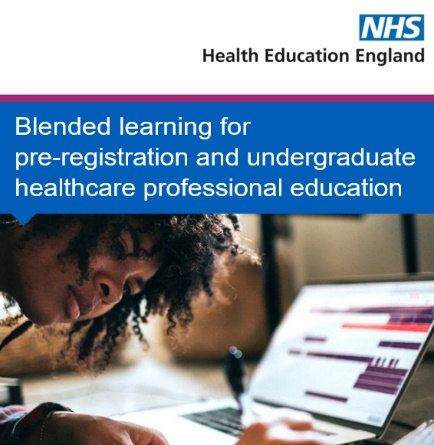 NHS
Health Education England
Blended learning for
pre-registration and undergraduate
healthcare professional education